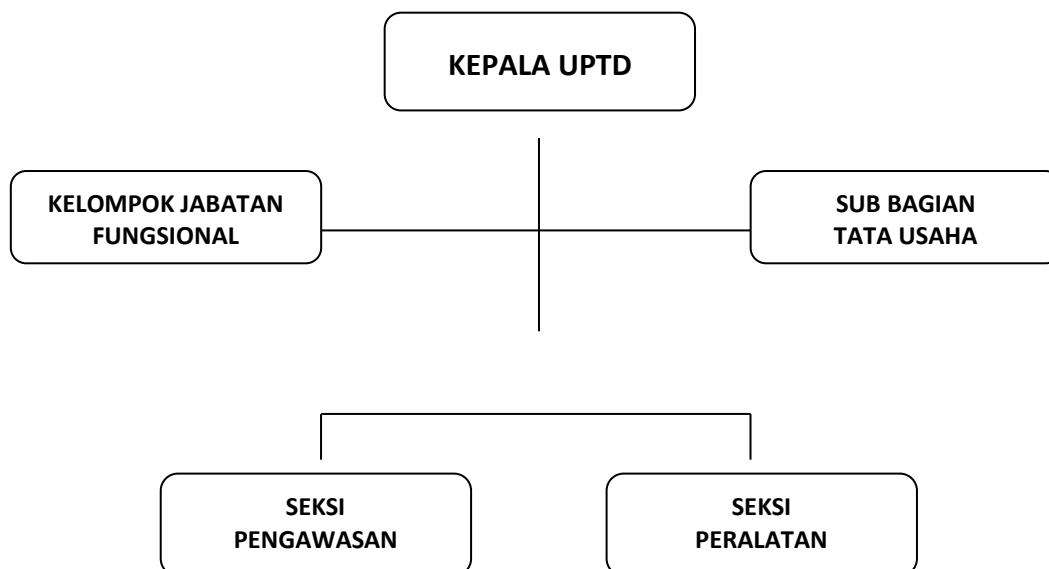 KEPALA UPTD
KELOMPOK JABATAN
FUNGSIONAL
SUB BAGIAN
TATA USAHA
SEKSI
PENGAWASAN
SEKSI
PERALATAN